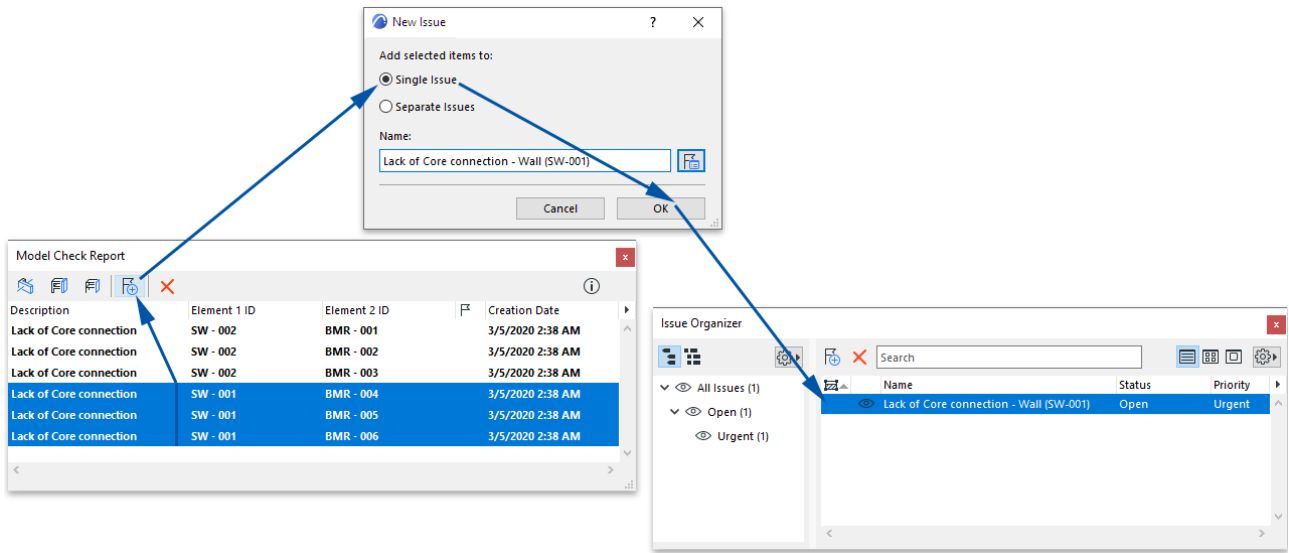 New Issue
?
Add selected items to:
Single Issue
Separate Issues
Name:
Lack of Core connection - Wall (SW-001)
Cancel OK
Model Check Report
Description Element 1 ID Element 2 ID Creation Date
Lack of Core connection SW - 002 BMR - 001 3/5/2020 2:38 AM
Lack of Core connection SW - 002 BMR - 002 3/5/2020 2:38 AM
Lack of Core connection SW - 002 BMR - 003 3/5/2020 2:38 AM
Lack of Core connection SW - 001 BMR - 004 3/5/2020 2:38 AM
Lack of Core connection SW - 001 BMR - 005 3/5/2020 2:38 AM
Lack of Core connection SW - 001 BMR - 006 3/5/2020 2:38 AM
Issue Organizer
Search
All Issues (1)
Open (1)
Urgent (1)
Name Status Priority
Lack of Core connection - Wall (SW-001) Open Urgent